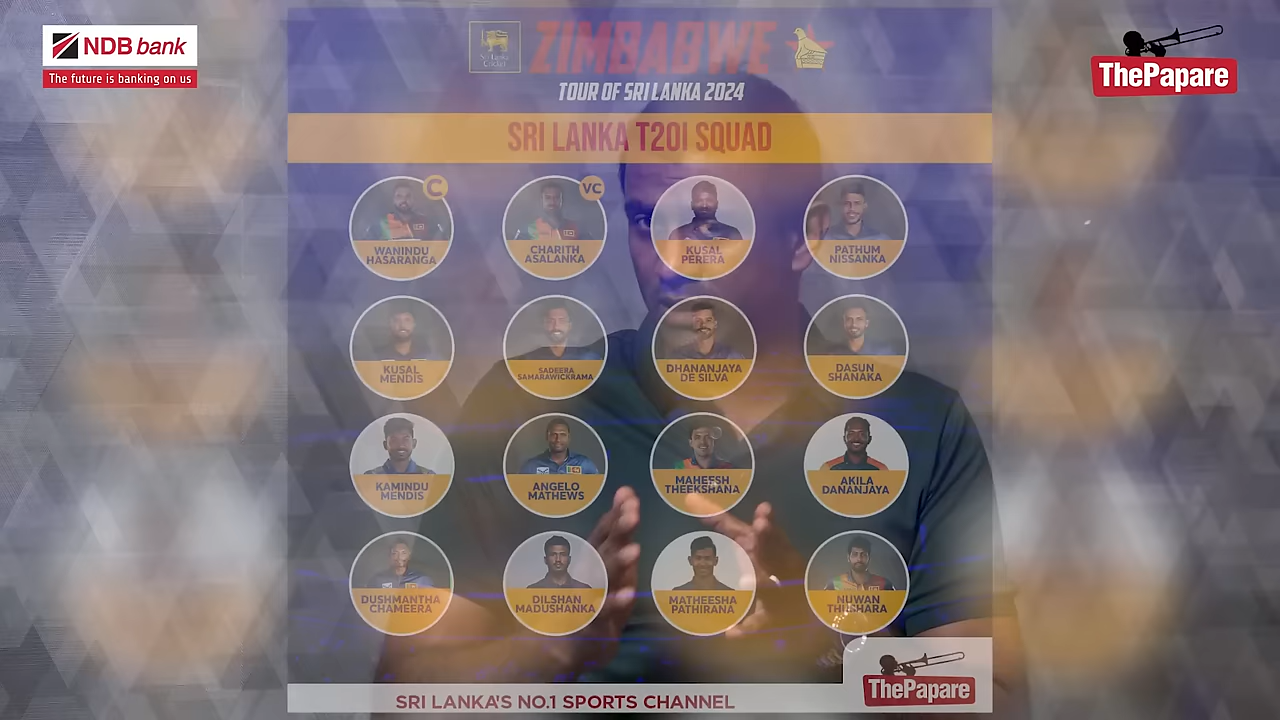 NDB bank
The future is banking on us
Sri Lanka
Cricket
ZIMBABWE
TOUR OF SRI LANKA 2024
ThePapare
SRI LANKA T20I SQUAD
C
VC
WANINDU
HASARANGA
CHARITH
ASALANKA
KUSAL
PERERA
PATHUM
NISSANKA
KUSAL
MENDIS
SADEERA
SAMARAWICKRAMA
DHANANJAYA
DE SILVA
DASUN
SHANAKA
KAMINDU
MENDIS
ANGELO
MATHEWS
MAHEESH
THEEKSHANA
AKILA
DANANJAYA
DUSHMANTHA
CHAMEERA
DILSHAN
MADUSHANKA
MATHEESHA
PATHIRANA
NUWAN
THUSHARA
ThePapare
SRI LANKA'S NO.1 SPORTS CHANNEL